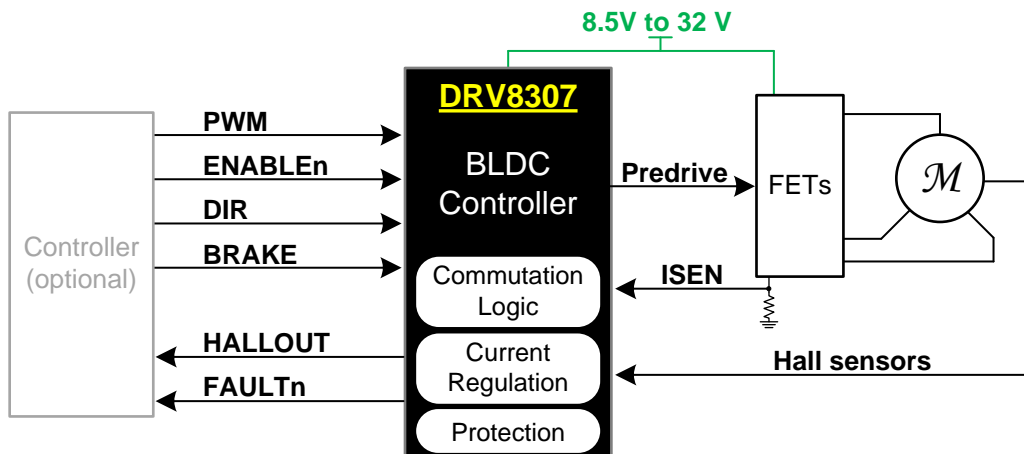 8.5V to 32 V
DRV8307
BLDC
Controller
PWM
ENABLEn
DIR
BRAKE
Controller
(optional)
HALLOUT
FAULTn
Commutation
Logic
Current
Regulation
Protection
Predrive
FETs
M
ISEN
Hall sensors